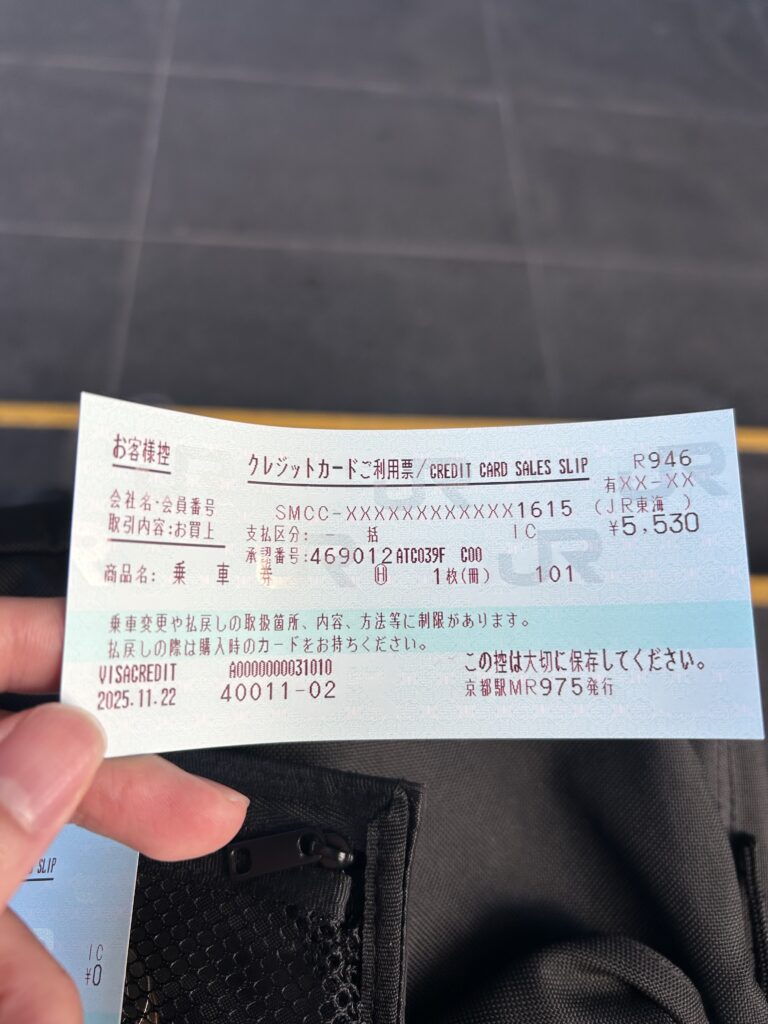 お客様控
クレジットカードご利用票/CREDIT CARD SALES SLIP
R946
会社名・会員番号 SMCC-XXXXXXXXXXXX1615 (JR東海 ) 有XX-XX
取引内容:お買上 支払区分: 一 括 IC ¥5,530
承認番号:469012ATC039F C00
商品名: 乗 車 券 Ⓗ 1枚(冊) 101
JR
乗車変更や払戻しの取扱箇所、内容、方法等に制限があります。
払戻しの際は購入時のカードをお持ちください。
VISACREDIT A0000000031010 この控は大切に保存してください。
2025.11.22 40011-02 京都駅MR975発行
SLIP
IC
¥0